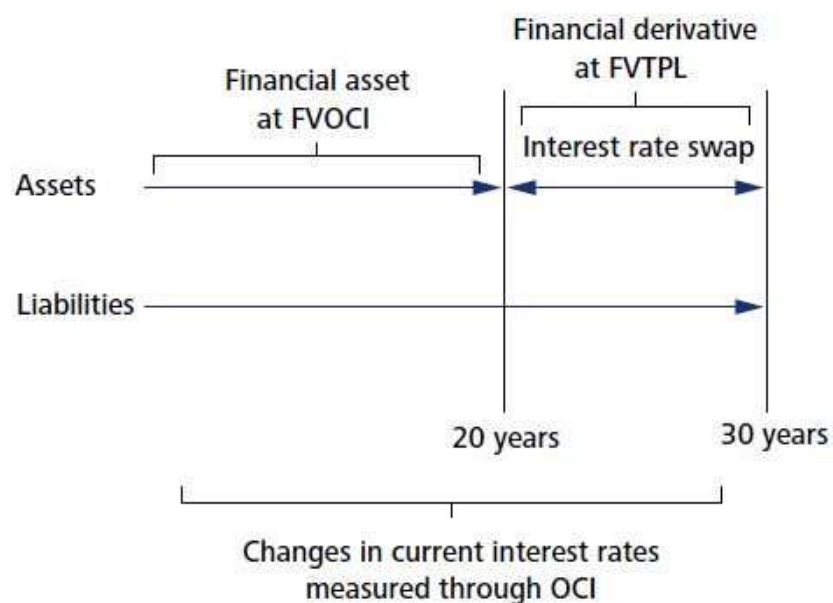 Financial derivative
at FVTPL
Financial asset
at FVOCI
Interest rate swap
Assets
Liabilities
20 years
30 years
Changes in current interest rates
measured through OCI